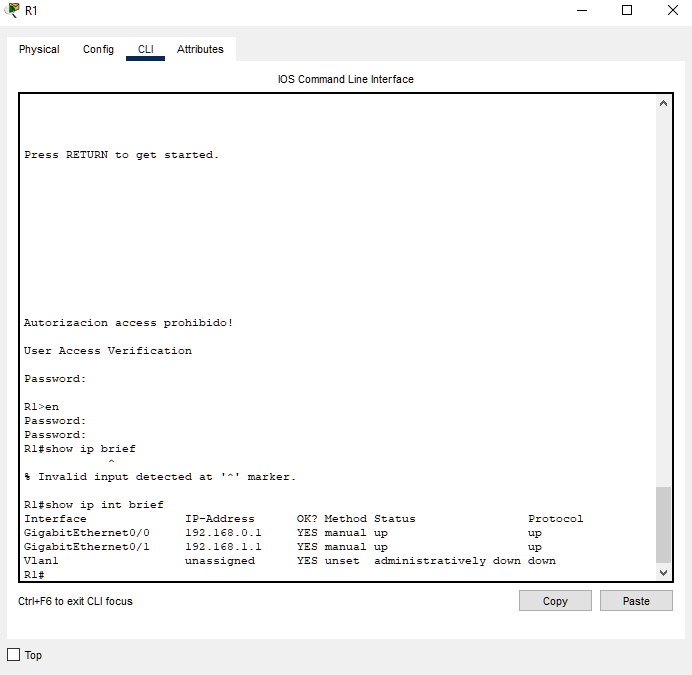 R1
Physical Config CLI Attributes
IOS Command Line Interface
Press RETURN to get started.
Autorizacion access prohibido!
User Access Verification
Password:
R1>en
Password:
Password:
R1#show ip brief
^
% Invalid input detected at '^' marker.
R1#show ip int brief
Interface IP-Address OK? Method Status Protocol
GigabitEthernet0/0 192.168.0.1 YES manual up up
GigabitEthernet0/1 192.168.1.1 YES manual up up
Vlan1 unassigned YES unset administratively down down
R1#
Ctrl+F6 to exit CLI focus Copy Paste
Top